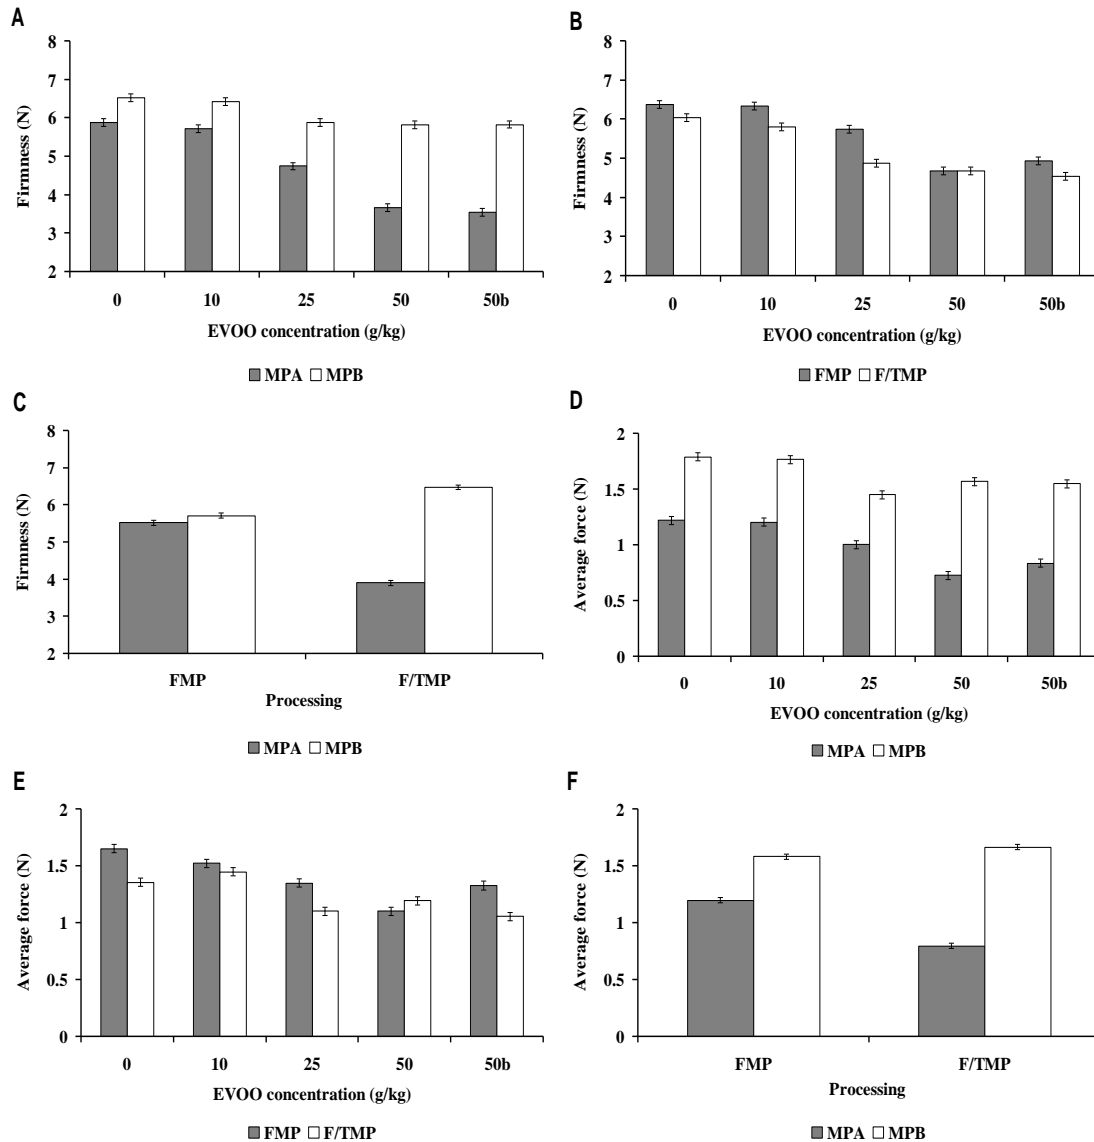 A
8
7
6
5
4
3
2
Firmness (N)
0 10 25 50 50b
EVOO concentration (g/kg)
MPA MPB
B
8
7
6
5
4
3
2
Firmness (N)
0 10 25 50 50b
EVOO concentration (g/kg)
FMP F/TMP
C
8
7
6
5
4
3
2
Firmness (N)
FMP F/TMP
Processing
MPA MPB
D
2
1.5
1
0.5
0
Average force (N)
0 10 25 50 50b
EVOO concentration (g/kg)
MPA MPB
E
2
1.5
1
0.5
0
Average force (N)
0 10 25 50 50b
EVOO concentration (g/kg)
FMP F/TMP
F
2
1.5
1
0.5
0
Average force (N)
FMP F/TMP
Processing
MPA MPB